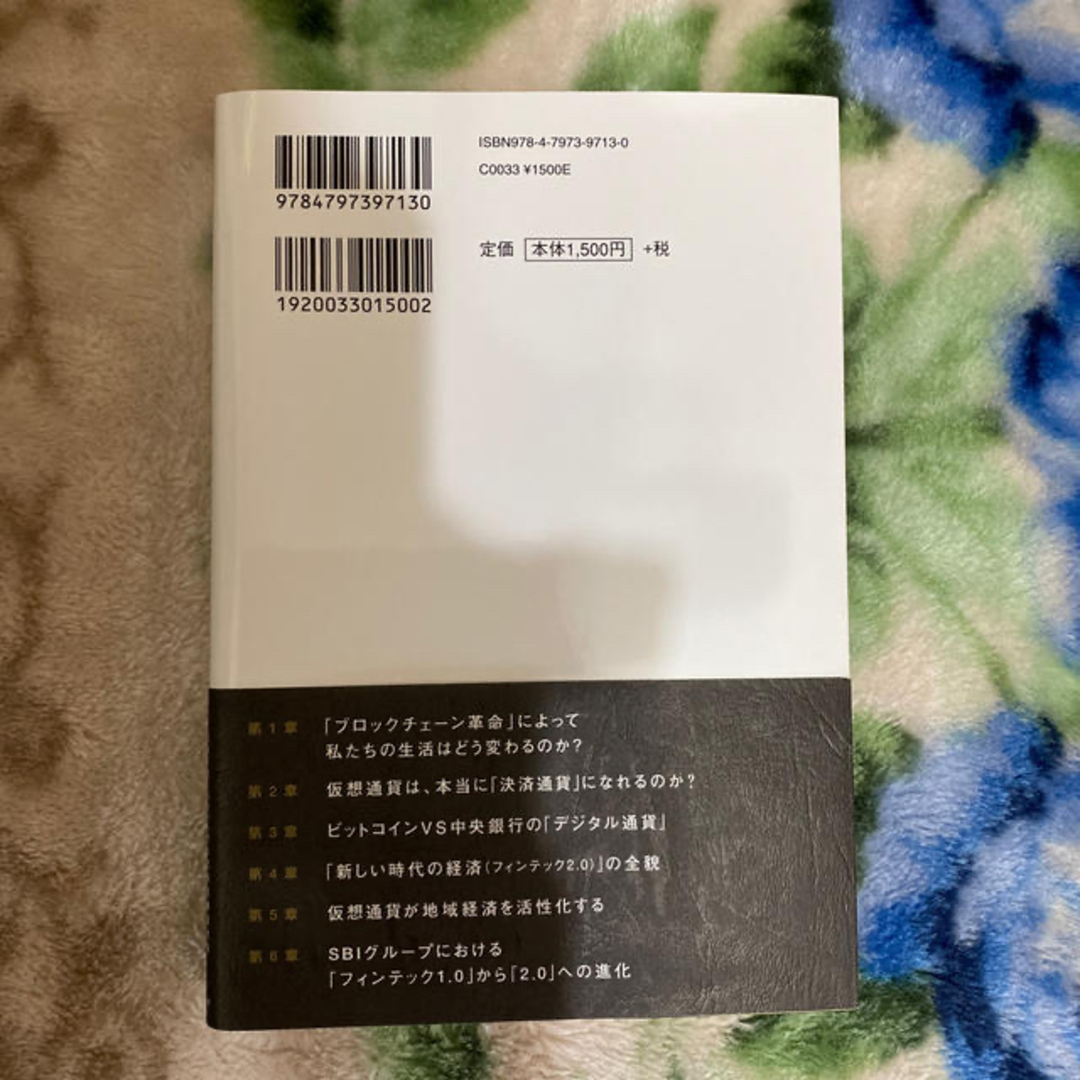 ISBN978-4-7973-9713-0
C0033 ¥1500E
9784797397130
定価 本体1,500円 +税
1920033015002
第1章 「ブロックチェーン革命」によって
私たちの生活はどう変わるのか?
第2章 仮想通貨は、本当に「決済通貨」になれるのか?
第3章 ビットコインVS中央銀行の「デジタル通貨」
第4章 「新しい時代の経済(フィンテック2.0)」の全貌
第5章 仮想通貨が地域経済を活性化する
第6章 SBIグループにおける
「フィンテック1.0」から「2.0」への進化